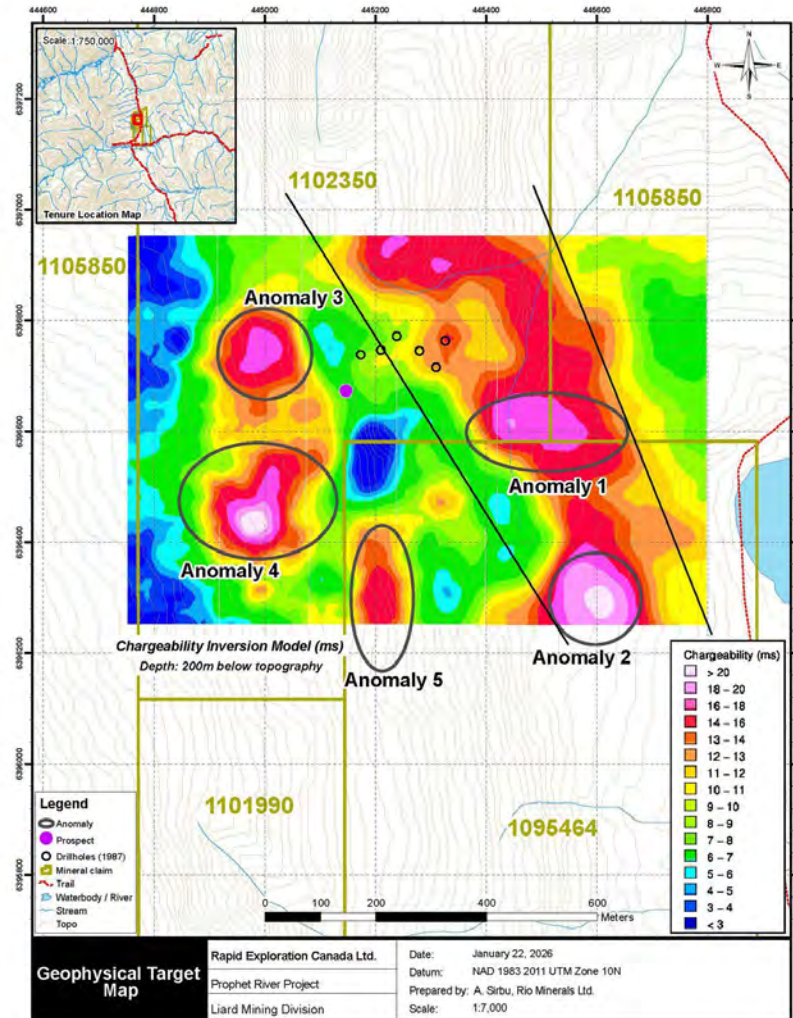 444600 444800 445000 445200 445400 445600 445800
Scale: 1:750,000
Tenure Location Map
N
W E
S
6397200
6397000
6396800
6396600
6396400
6396200
6396000
6395800
1102350
1105850
1105850
Anomaly 3
Anomaly 1
Anomaly 4
Anomaly 2
Anomaly 5
Chargeability Inversion Model (ms)
Depth: 200m below topography
1101990
1095464
Chargeability (ms)
> 20
18 - 20
16 - 18
14 - 16
13 - 14
12 - 13
11 - 12
10 - 11
9 - 10
8 - 9
7 - 8
6 - 7
5 - 6
4 - 5
3 - 4
< 3
Legend
Anomaly
Prospect
Drillholes (1987)
Mineral claim
Trail
Waterbody / River
Stream
Topo
0 100 200 400 600
Meters
Geophysical Target
Map
Rapid Exploration Canada Ltd.
Prophet River Project
Liard Mining Division
Date: January 22, 2026
Datum: NAD 1983 2011 UTM Zone 10N
Prepared by: A. Sirbu, Rio Minerals Ltd.
Scale: 1:7,000